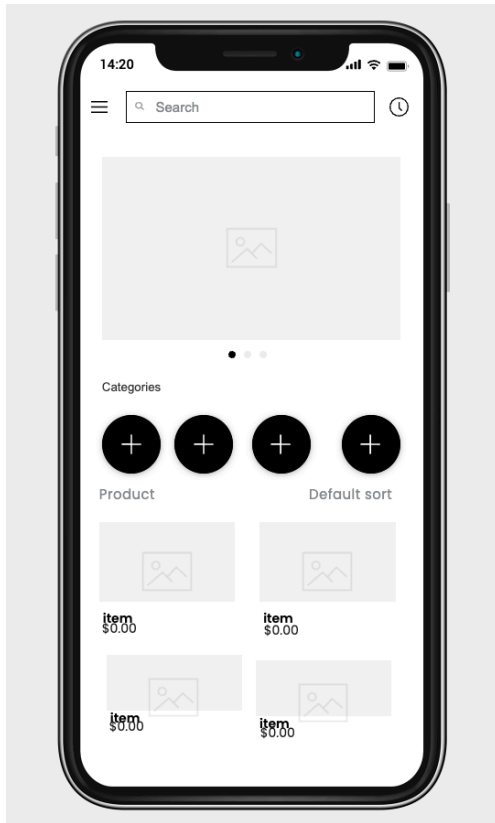 14:20
Search
Categories
Product Default sort
item item
$0.00 $0.00
item item
$0.00 $0.00